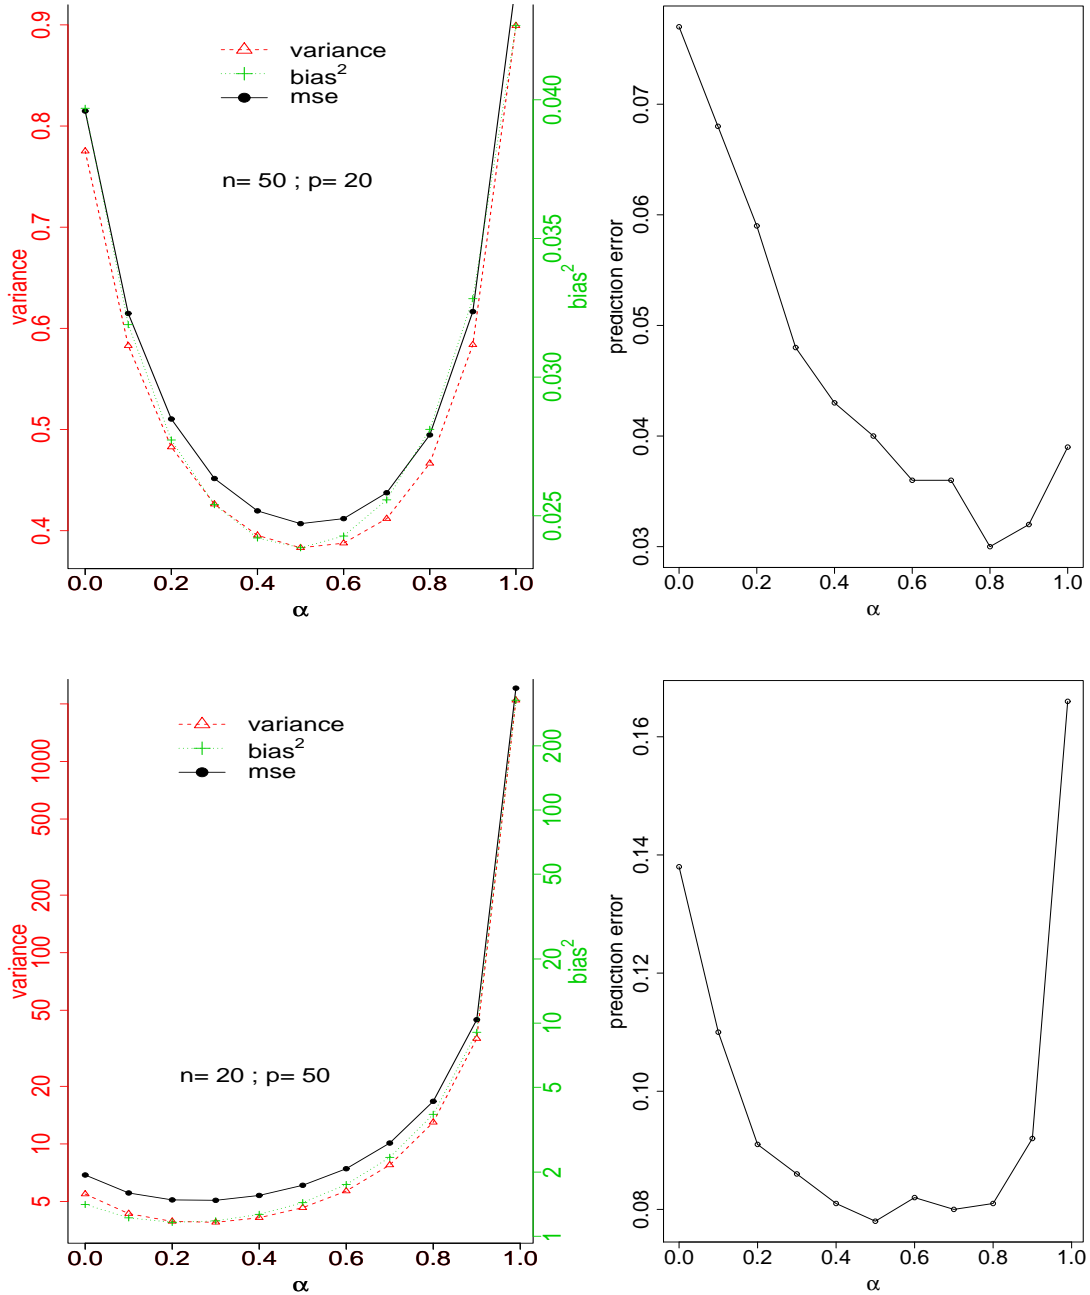 variance
bias²
mse
n= 50 ; p= 20
0.4 0.5 0.6 0.7 0.8 0.9
variance
0.025 0.030 0.035 0.040
bias²
0.0 0.2 0.4 0.6 0.8 1.0
α
0.03 0.04 0.05 0.06 0.07
prediction error
0.0 0.2 0.4 0.6 0.8 1.0
α
variance
bias²
mse
n= 20 ; p= 50
5 10 20 50 100 200 500 1000
variance
1 2 5 10 20 50 100 200
bias²
0.0 0.2 0.4 0.6 0.8 1.0
α
0.08 0.10 0.12 0.14 0.16
prediction error
0.0 0.2 0.4 0.6 0.8 1.0
α